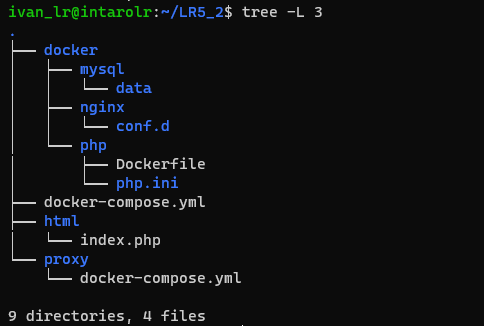 ivan_lr@intarolr:~/LR5_2$ tree -L 3
.
├── docker
│   ├── mysql
│   │   └── data
│   ├── nginx
│   │   └── conf.d
│   └── php
│       ├── Dockerfile
│       └── php.ini
├── docker-compose.yml
├── html
│   └── index.php
└── proxy
    └── docker-compose.yml

9 directories, 4 files